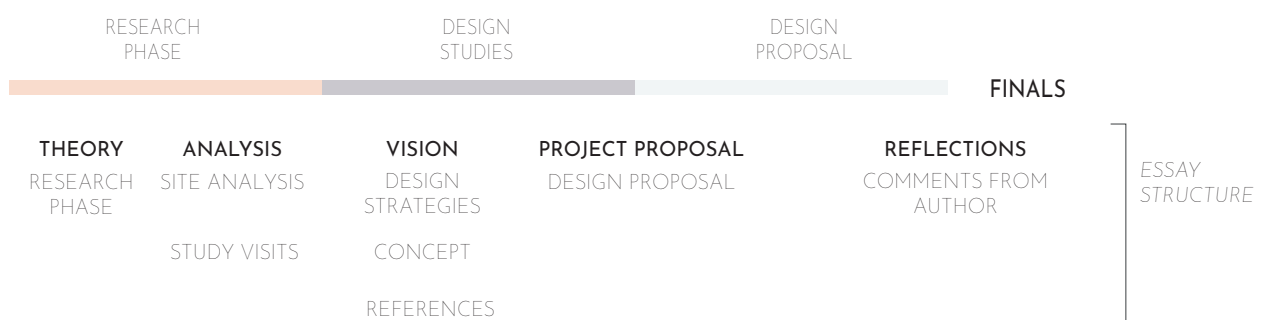 RESEARCH
PHASE
DESIGN
STUDIES
DESIGN
PROPOSAL
FINALS
THEORY
RESEARCH
PHASE
ANALYSIS
SITE ANALYSIS
STUDY VISITS
VISION
DESIGN
STRATEGIES
CONCEPT
REFERENCES
PROJECT PROPOSAL
DESIGN PROPOSAL
REFLECTIONS
COMMENTS FROM
AUTHOR
ESSAY
STRUCTURE